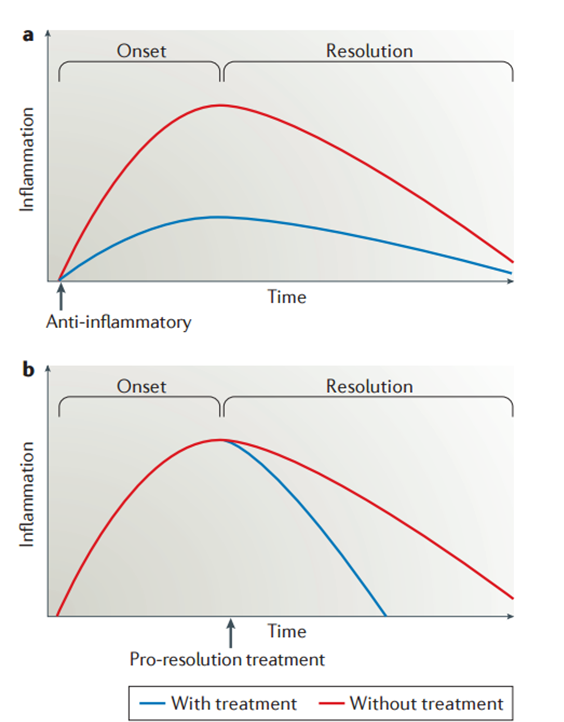 a
Onset
Resolution
Inflammation
Time
Anti-inflammatory
b
Onset
Resolution
Inflammation
Time
Pro-resolution treatment
With treatment
Without treatment